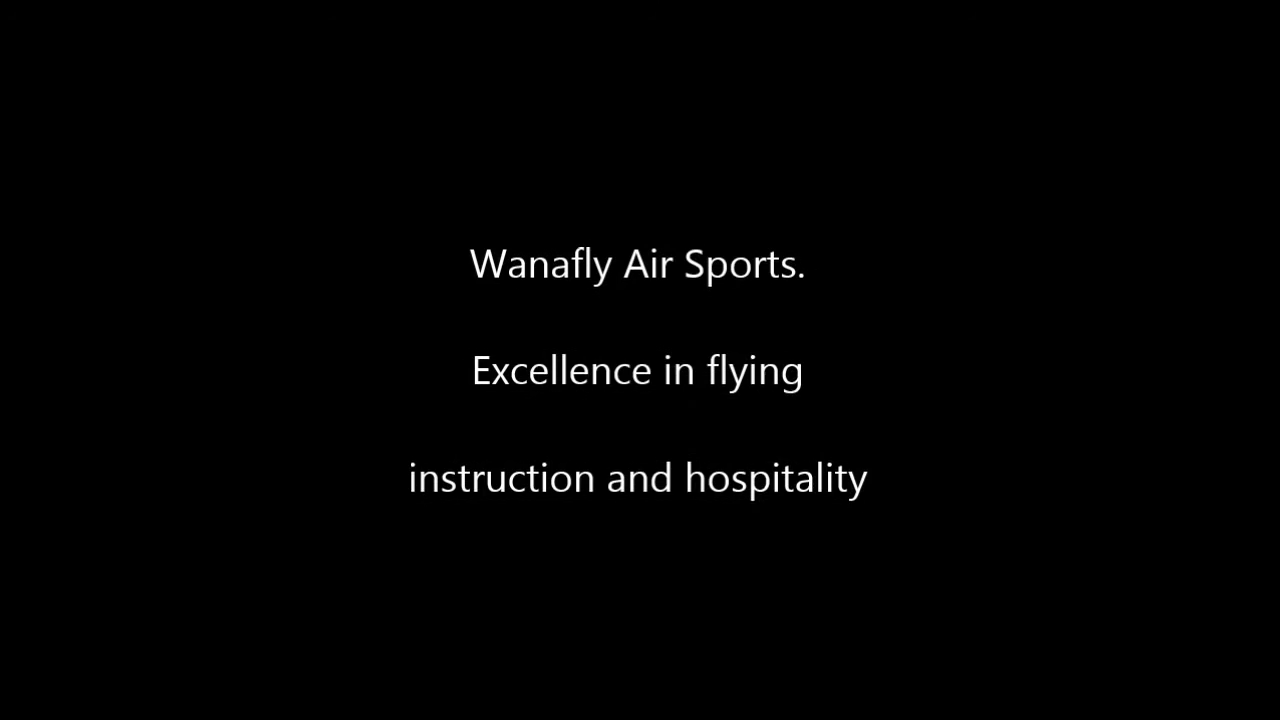 Wanafly Air Sports.
Excellence in flying
instruction and hospitality